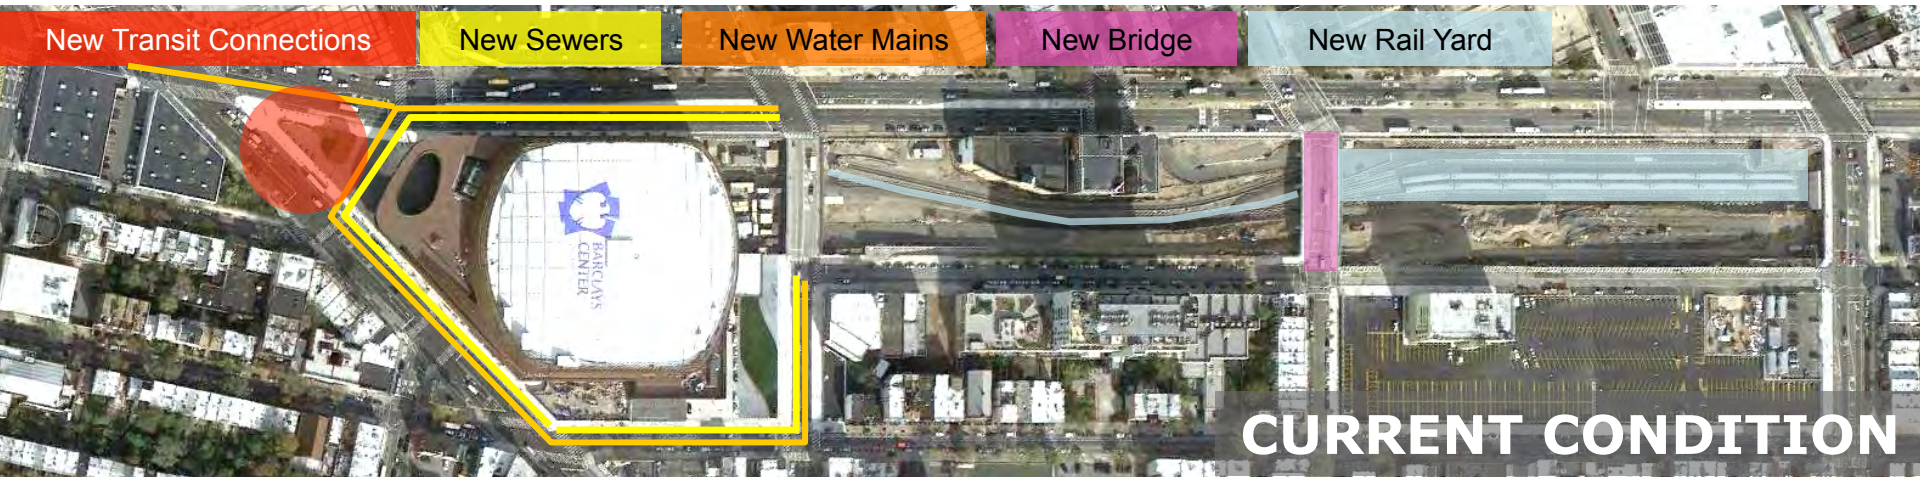 New Transit Connections
New Sewers
New Water Mains
New Bridge
New Rail Yard
BARCLAYS
CENTER
CURRENT CONDITION